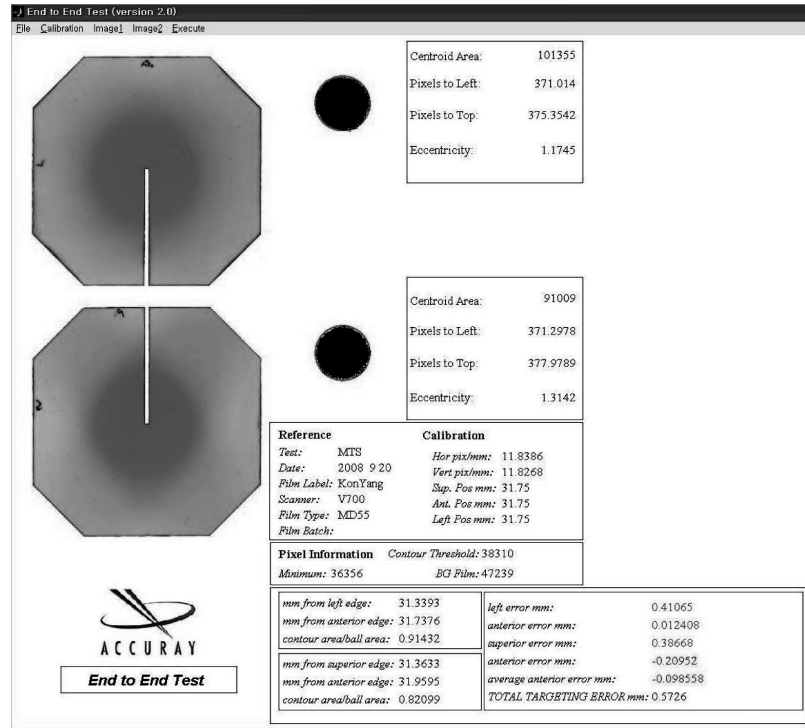 End to End Test (version 2.0)
File Calibration Image1 Image2 Execute
Centroid Area: 101355
Pixels to Left: 371.014
Pixels to Top: 375.3542
Eccentricity: 1.1745
Centroid Area: 91009
Pixels to Left: 371.2978
Pixels to Top: 377.9789
Eccentricity: 1.3142
Reference
Test: MTS
Date: 2008 9 20
Film Label: KonYang
Scanner: V700
Film Type: MD55
Film Batch:
Calibration
Hor pix/mm: 11.8386
Vert pix/mm: 11.8268
Sup. Pos mm: 31.75
Ant. Pos mm: 31.75
Left Pos mm: 31.75
Pixel Information Contour Threshold: 38310
Minimum: 36356 BG Film: 47239
mm from left edge: 31.3393
mm from anterior edge: 31.7376
contour area/ball area: 0.91432
mm from superior edge: 31.3633
mm from anterior edge: 31.9595
contour area/ball area: 0.82099
left error mm: 0.41065
anterior error mm: 0.012408
superior error mm: 0.38668
anterior error mm: -0.20952
average anterior error mm: -0.098558
TOTAL TARGETING ERROR mm: 0.5726
ACCURAY
End to End Test